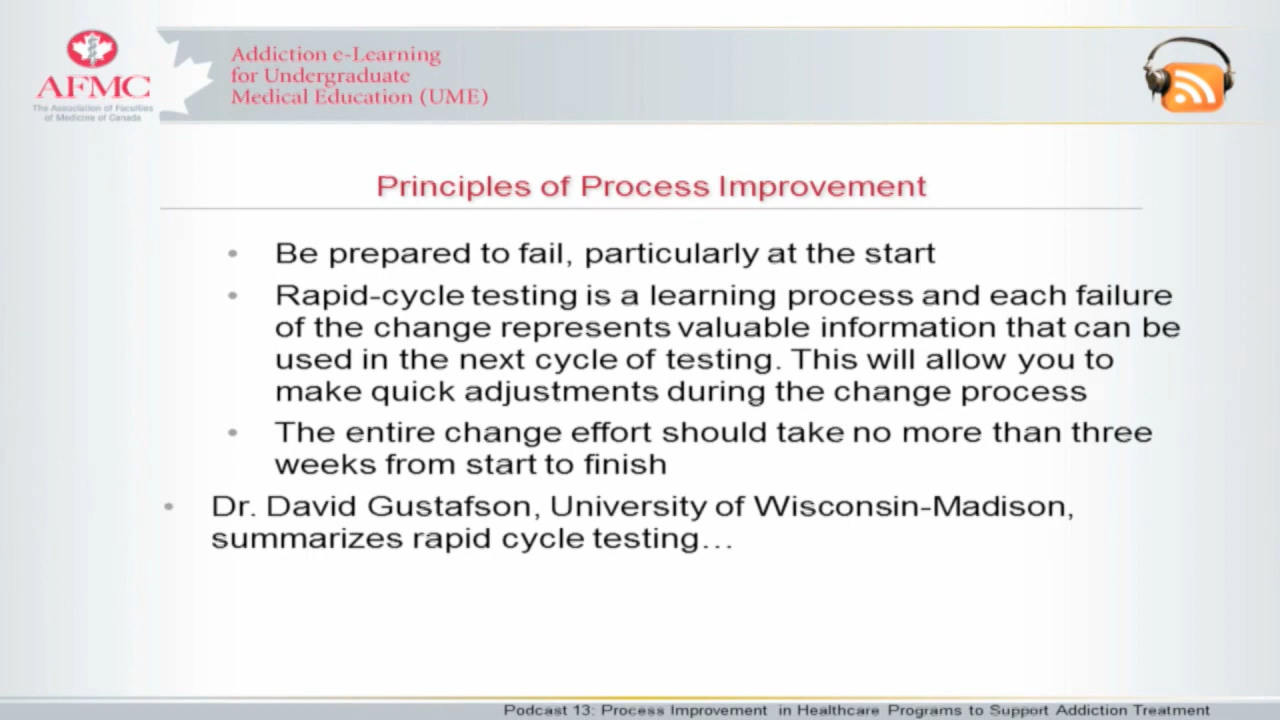 AFMC
The Association of Faculties
of Medicine of Canada
Addiction e-Learning
for Undergraduate
Medical Education (UME)
Principles of Process Improvement
• Be prepared to fail, particularly at the start
• Rapid-cycle testing is a learning process and each failure
of the change represents valuable information that can be
used in the next cycle of testing. This will allow you to
make quick adjustments during the change process
• The entire change effort should take no more than three
weeks from start to finish
• Dr. David Gustafson, University of Wisconsin-Madison,
summarizes rapid cycle testing…
Podcast 13: Process Improvement in Healthcare Programs to Support Addiction Treatment